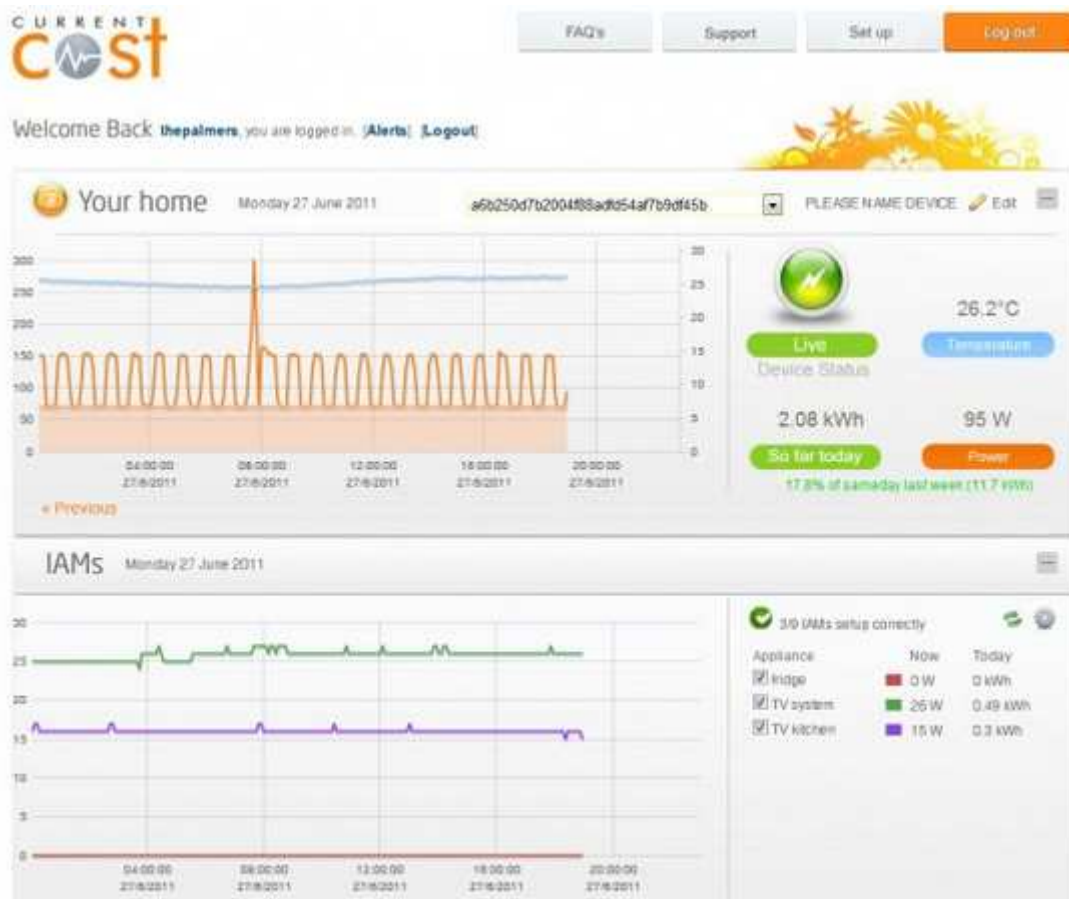 CURRENT
COST
FAQ's
Support
Set up
Log out
Welcome Back thepalmers, you are logged in. [Alerts] [Logout]
Your home
Monday 27 June 2011
a6b250d7b2004f88adfd54af7b9df45b
PLEASE NAME DEVICE
Edit
300
250
200
150
100
50
0
30
25
20
15
10
5
0
04:00:00
27/6/2011
08:00:00
27/6/2011
12:00:00
27/6/2011
16:00:00
27/6/2011
20:00:00
27/6/2011
« Previous
Live
Device Status
26.2°C
Temperature
2.08 kWh
So far today
95 W
Power
17.8% of sameday last week (11.7 kWh)
IAMs
Monday 27 June 2011
30
25
20
15
10
5
0
04:00:00
27/6/2011
08:00:00
27/6/2011
12:00:00
27/6/2011
16:00:00
27/6/2011
20:00:00
27/6/2011
IAMs setup correctly
Appliance Now Today
fridge 0 W 0 kWh
TV system 26 W 0.49 kWh
TV kitchen 15 W 0.3 kWh